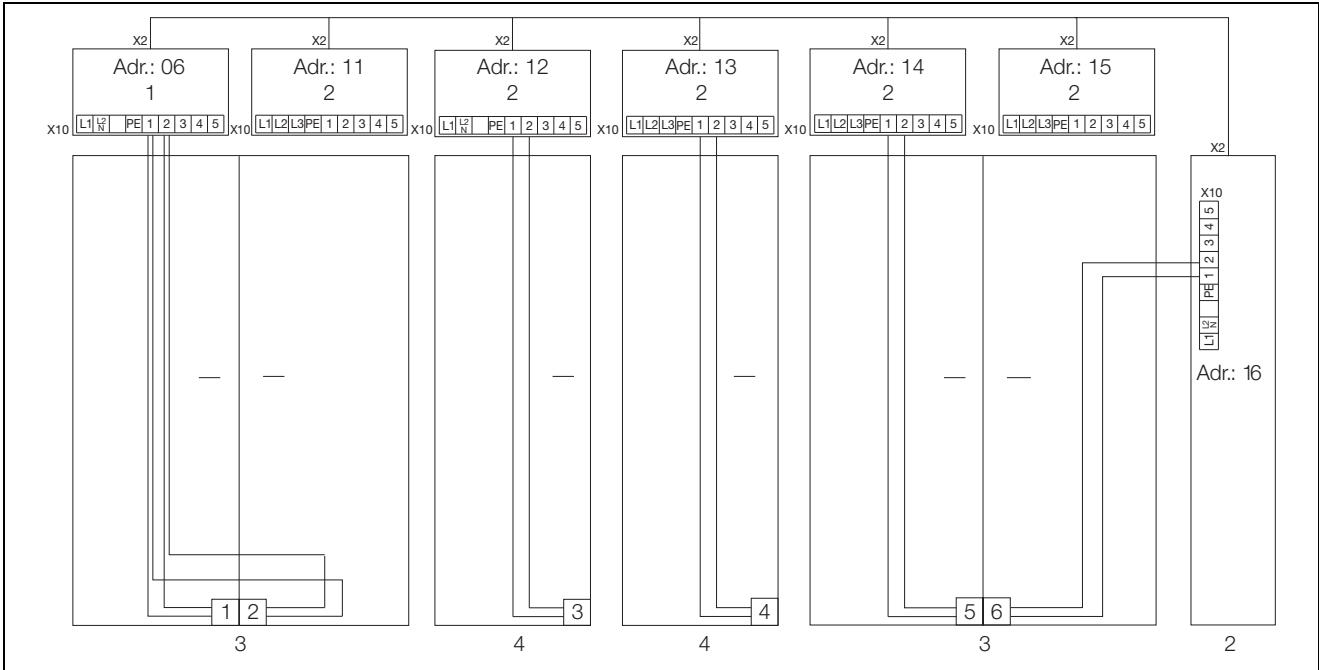 X2 X2 X2 X2 X2 X2
Adr.: 06 Adr.: 11 Adr.: 12 Adr.: 13 Adr.: 14 Adr.: 15
1 2 2 2 2 2
X10 L1 L2 N PE 1 2 3 4 5
X10 L1 L2 L3 PE 1 2 3 4 5
X10 L1 L2 N PE 1 2 3 4 5
X10 L1 L2 L3 PE 1 2 3 4 5
X10 L1 L2 L3 PE 1 2 3 4 5
X10 L1 L2 L3 PE 1 2 3 4 5
X2
X10
L1 L2 N PE 1 2 3 4 5
Adr.: 16
1 2 3 4 5 6
3 4 4 3 2